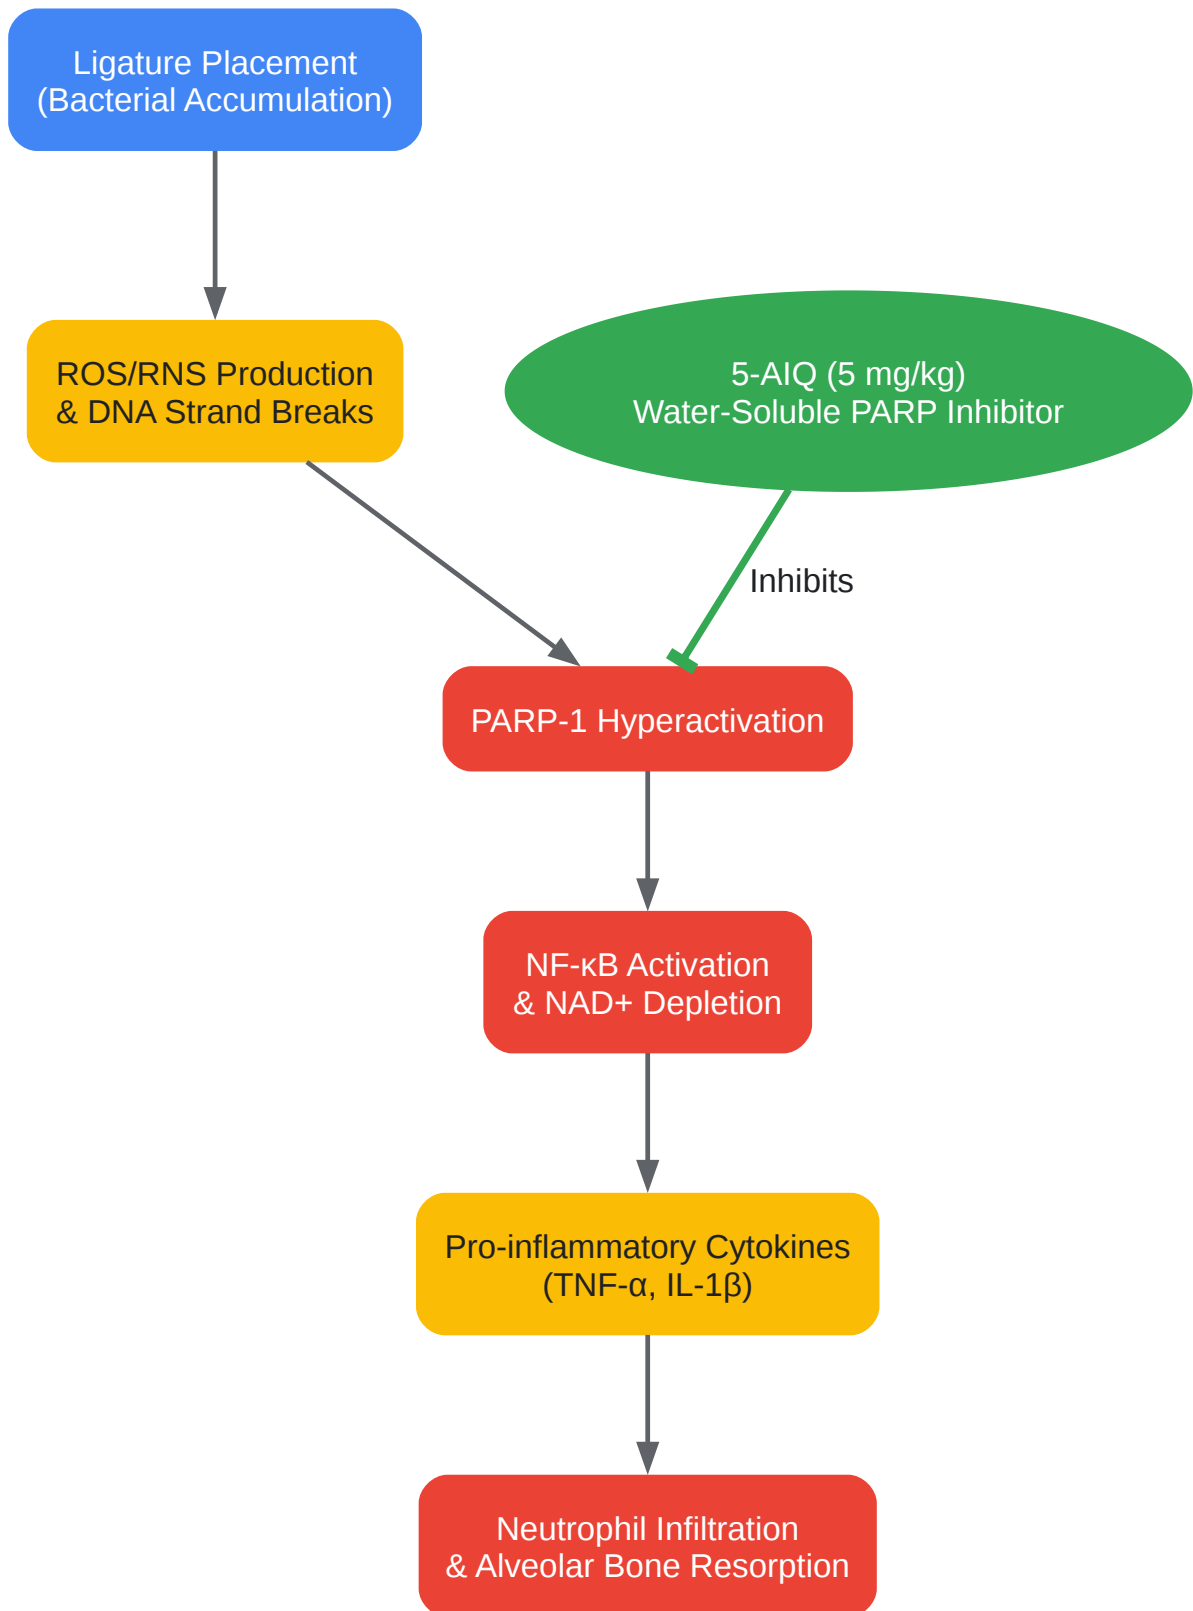 Ligature Placement
(Bacterial Accumulation)
ROS/RNS Production
& DNA Strand Breaks
5-AIQ (5 mg/kg)
Water-Soluble PARP Inhibitor
Inhibits
PARP-1 Hyperactivation
NF-κB Activation
& NAD+ Depletion
Pro-inflammatory Cytokines
(TNF-α, IL-1β)
Neutrophil Infiltration
& Alveolar Bone Resorption